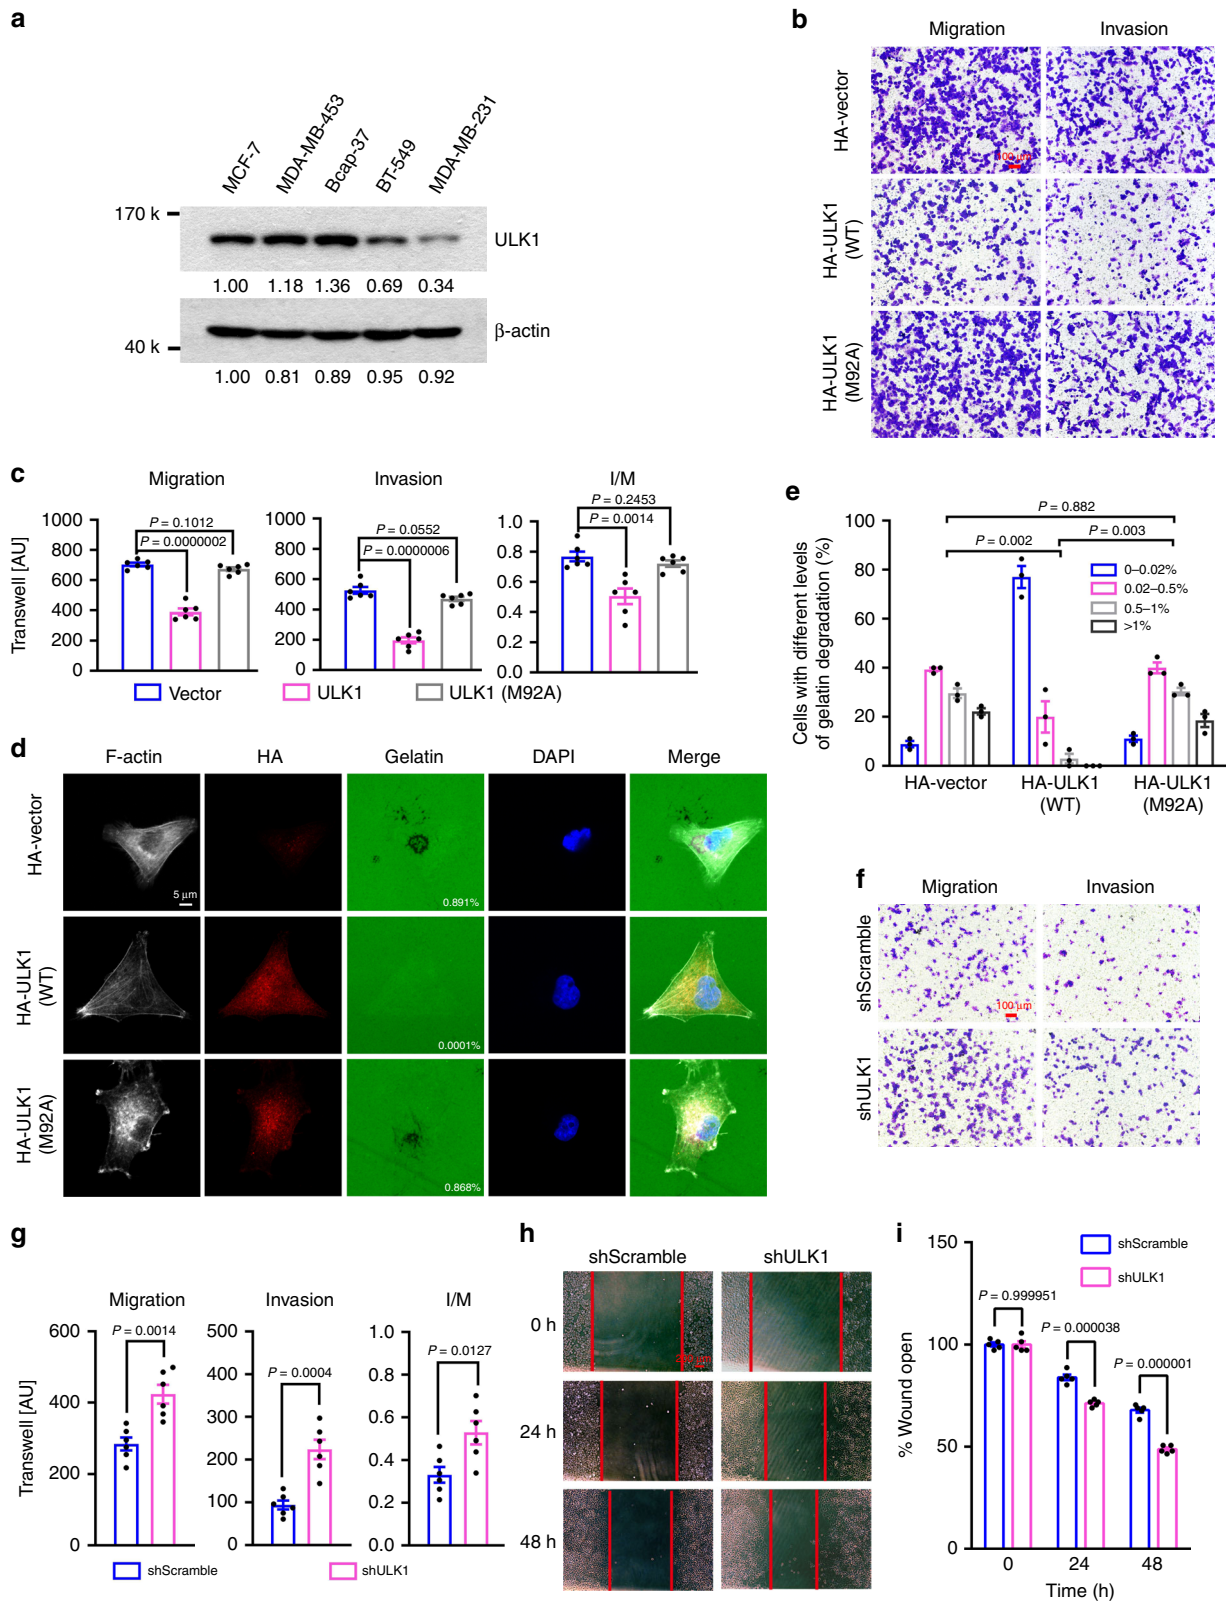 a
MCF-7
MDA-MB-453
Bcap-37
BT-549
MDA-MB-231
170 k
ULK1
1.00 1.18 1.36 0.69 0.34
β-actin
40 k
1.00 0.81 0.89 0.95 0.92
b
Migration Invasion
HA-vector
100 μm
HA-ULK1
(WT)
HA-ULK1
(M92A)
c
Migration
Transwell [AU]
1000
800
600
400
200
0
P = 0.1012
P = 0.0000002
Invasion
1000
800
600
400
200
0
P = 0.0552
P = 0.0000006
I/M
1.0
0.8
0.6
0.4
0.2
0.0
P = 0.2453
P = 0.0014
Vector ULK1 ULK1 (M92A)
d
F-actin HA Gelatin DAPI Merge
HA-vector
5 μm
0.891%
HA-ULK1
(WT)
0.0001%
HA-ULK1
(M92A)
0.868%
e
Cells with different levels
of gelatin degradation (%)
100
80
60
40
20
0
P = 0.882
P = 0.002
P = 0.003
0–0.02%
0.02–0.5%
0.5–1%
>1%
HA-vector
HA-ULK1
(WT)
HA-ULK1
(M92A)
f
Migration Invasion
shScramble
100 μm
shULK1
g
Migration
Transwell [AU]
600
400
200
0
P = 0.0014
Invasion
500
400
300
200
100
0
P = 0.0004
I/M
1.0
0.8
0.6
0.4
0.2
0.0
P = 0.0127
shScramble shULK1
h
shScramble shULK1
0 h
24 h
48 h
i
% Wound open
150
100
50
0
shScramble
shULK1
P = 0.999951
P = 0.000038
P = 0.000001
0 24 48
Time (h)